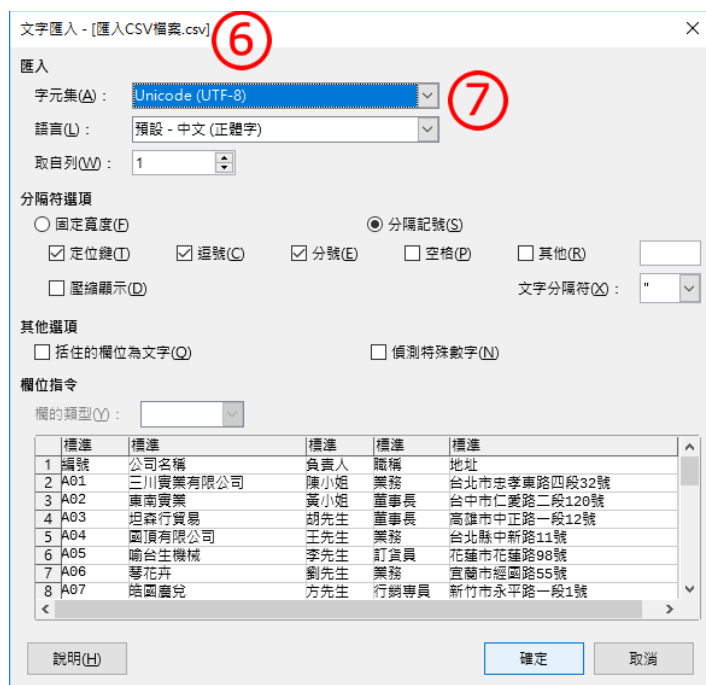 文字匯入 - [匯入CSV檔案.csv] ⑥
匯入
字元集(A)： Unicode (UTF-8) ⑦
語言(L)： 預設 - 中文 (正體字)
取自列(W)： 1
分隔符選項
固定寬度(F) 分隔記號(S)
定位鍵(T) 逗號(C) 分號(E) 空格(P) 其他(R)
壓縮顯示(D) 文字分隔符(X)： "
其他選項
括住的欄位為文字(Q) 偵測特殊數字(N)
欄位指令
欄的類型(Y)：
標準 標準 標準 標準 標準
1 編號 公司名稱 負責人 職稱 地址
2 A01 三川實業有限公司 陳小姐 業務 台北市忠孝東路四段32號
3 A02 東南實業 黃小姐 董事長 台中市仁愛路二段120號
4 A03 坦森行貿易 胡先生 董事長 高雄市中正路一段12號
5 A04 國頂有限公司 王先生 業務 台北縣中新路11號
6 A05 喻台生機械 李先生 訂貨員 花蓮市花蓮路98號
7 A06 琴花卉 劉先生 業務 宜蘭市經國路55號
8 A07 皓國廣兌 方先生 行銷專員 新竹市永平路一段1號
說明(H) 確定 取消